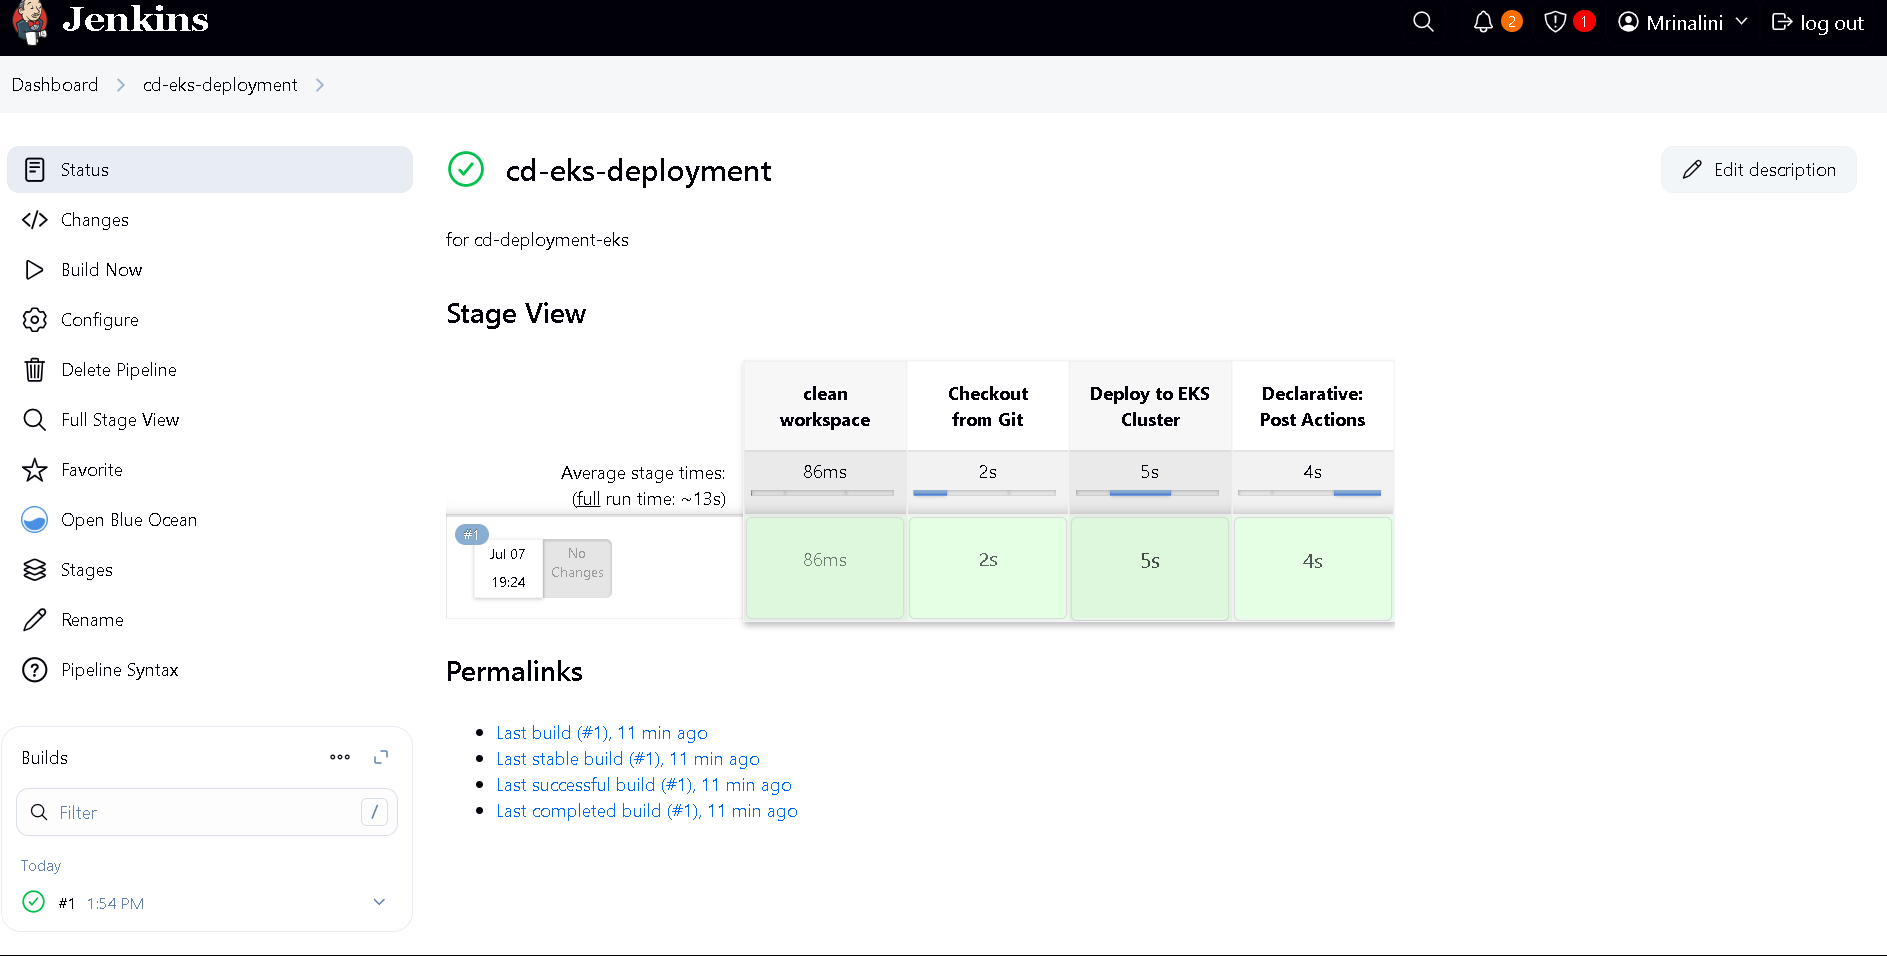 Jenkins
2
1
Mrinalini
log out
Dashboard
cd-eks-deployment
Status
Changes
Build Now
Configure
Delete Pipeline
Full Stage View
Favorite
Open Blue Ocean
Stages
Rename
Pipeline Syntax
Builds
Filter
/
Today
#1 1:54 PM
cd-eks-deployment
Edit description
for cd-deployment-eks
Stage View
clean
workspace
Checkout
from Git
Deploy to EKS
Cluster
Declarative:
Post Actions
Average stage times:
(full run time: ~13s)
86ms
2s
5s
4s
#1
Jul 07
19:24
No
Changes
86ms
2s
5s
4s
Permalinks
Last build (#1), 11 min ago
Last stable build (#1), 11 min ago
Last successful build (#1), 11 min ago
Last completed build (#1), 11 min ago